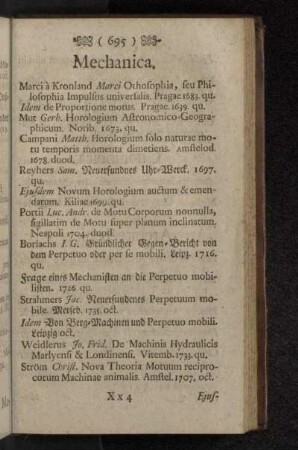 ( 695 )
Mechanica.
Marci à Kronland Marci Othosophia, seu Phi-
losophia Impulsus universalis. Pragae 1683. qu.
Idem de Proportione motus. Pragae. 1639. qu.
Mut Gerh. Horologium Astronomico-Geogra-
phicum. Norib. 1673. qu.
Campani Matth. Horologium solo naturae mo-
tu temporis momenta dimetiens. Amstelod.
1678. duod.
Reyhers Sam. Neuerfundnes Uhr-Werck. 1697.
qu.
Ejusdem Novum Horologium auctum & emen-
datum. Kiliae 1699. qu.
Portii Luc. Andr. de Motu Corporum nonnulla,
sigillatim de Motu super planum inclinatum.
Neapoli 1704. duod.
Borlachs I. G. Gründlicher Gegen-Bericht von
dem Perpetuo oder per se mobili. Leipz. 1716.
qu.
Frage eines Mechanisten an die Perpetuo mobi-
listen. 1716 qu.
Strahmers Jac. Neuerfundenes Perpetuum mo-
bile. Merseb. 1735. oct.
Idem Von Berg-Machinen und Perpetuo mobili.
Leipzig oct.
Weidlerus Jo. Frid. De Machinis Hydraulicis
Marlyensi & Londinensi. Vitemb. 1733. qu.
Ström Christ. Nova Theoria Motuum recipro-
corum Machinae animalis. Amstel. 1707. oct.
X x 4 Ejus-